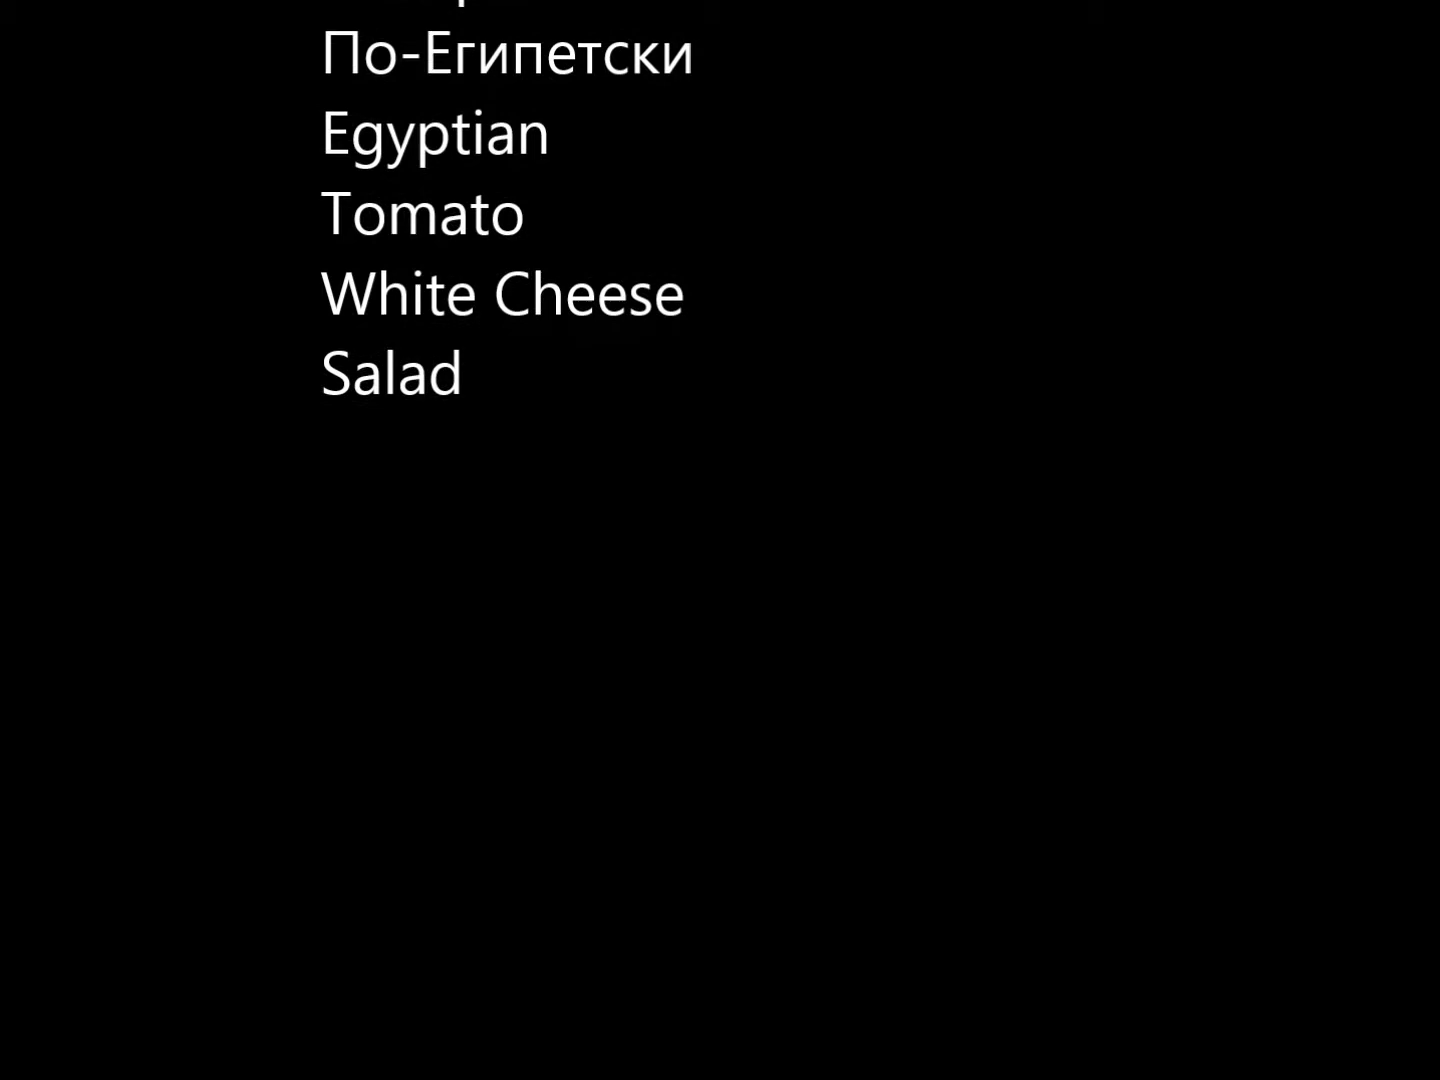 По-Египетски
Egyptian
Tomato
White Cheese
Salad